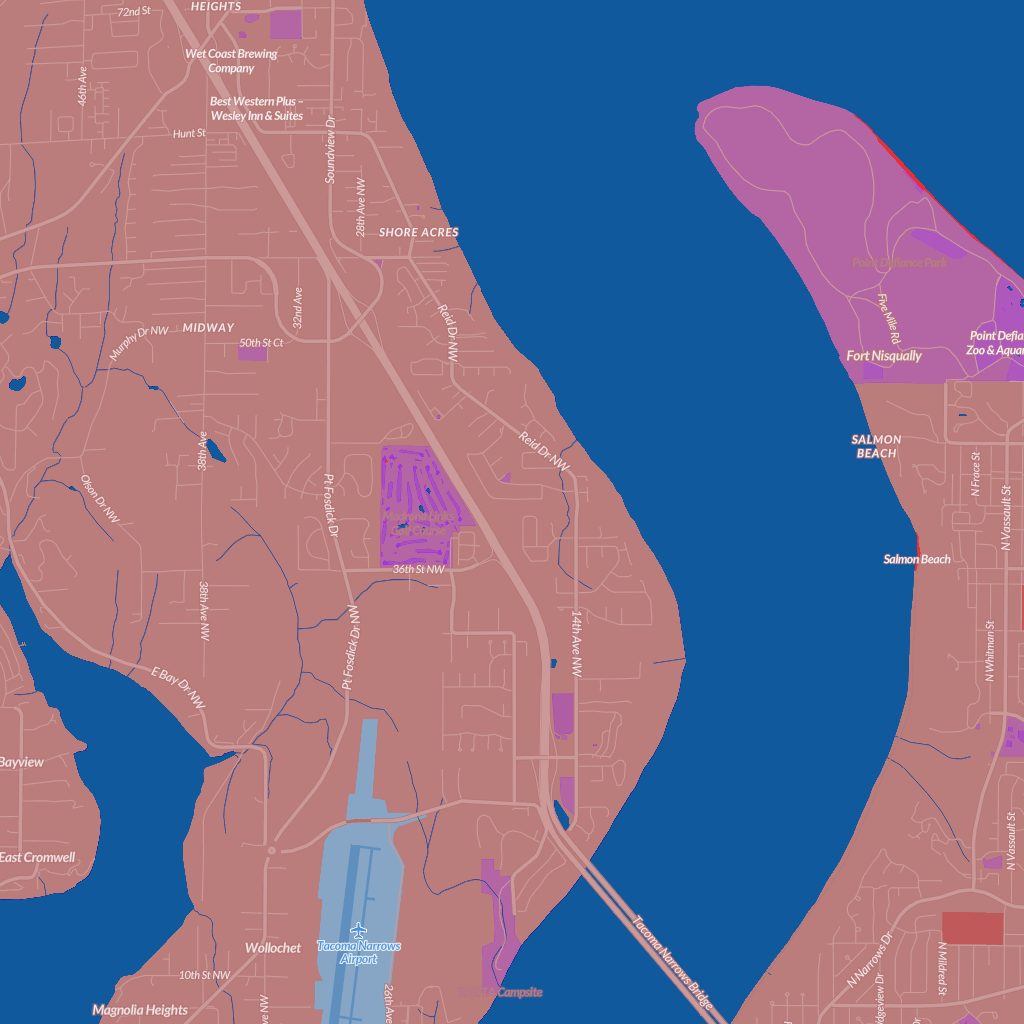 HEIGHTS
72nd St
Wet Coast Brewing
Company
46th Ave
Best Western Plus –
Wesley Inn & Suites
Hunt St
Soundview Dr
28th Ave NW
SHORE ACRES
Point Defiance Park
32nd Ave
Five Mile Rd
Reid Dr NW
MIDWAY
Murphy Dr NW
50th St Ct
Point Defia
Zoo & Aquar
Fort Nisqually
38th Ave
Reid Dr NW
SALMON
BEACH
N Frace St
Olson Dr NW
Pt Fosdick Dr
N Vassault St
Salmon Beach
36th St NW
38th Ave NW
14th Ave NW
Pt Fosdick Dr NW
N Whitman St
E Bay Dr NW
Bayview
N Vassault St
East Cromwell
Tacoma Narrows
Airport
Wollochet
Tacoma Narrows Bridge
N Narrows Dr
N Mildred St
10th St NW
Campsite
26th Ave
Magnolia Heights
ve NW
dgeview Dr